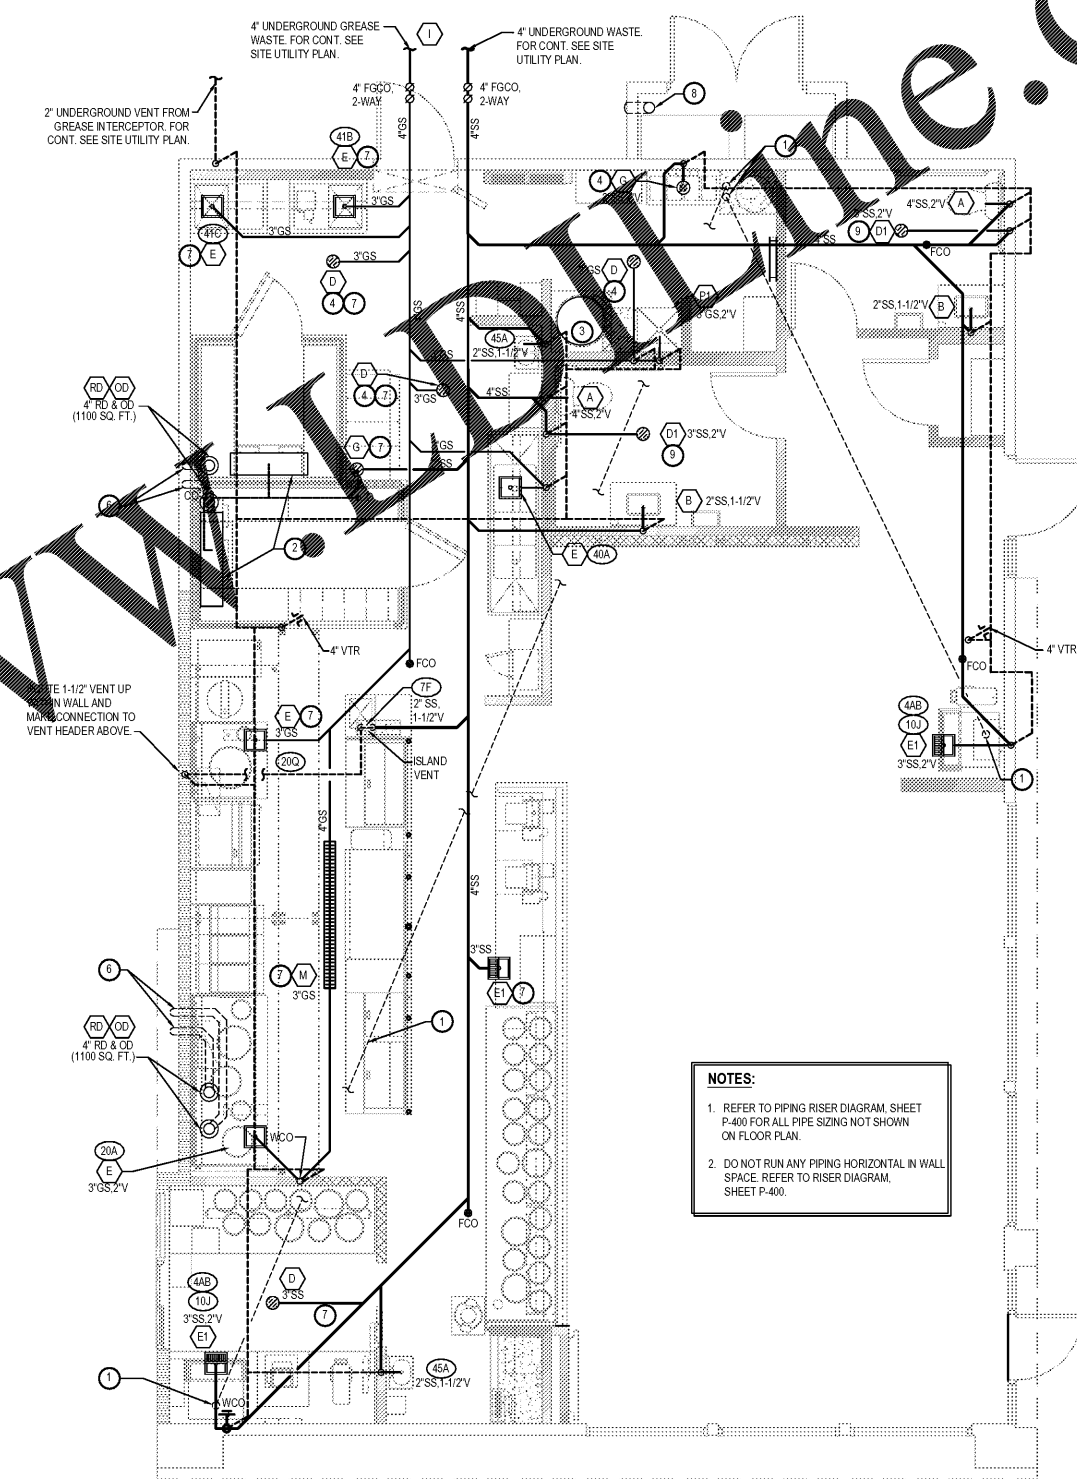 4" UNDERGROUND GREASE
WASTE. FOR CONT. SEE
SITE UTILITY PLAN.
I
4" UNDERGROUND WASTE.
FOR CONT. SEE SITE
UTILITY PLAN.
4" FGCO,
2-WAY
4" FGCO,
2-WAY
8
2" UNDERGROUND VENT FROM
GREASE INTERCEPTOR. FOR
CONT. SEE SITE UTILITY PLAN.
4"GS
4"SS
41B
E 7
1
4 G
3"GS
4"SS,2"V A
3"GS
41C
7 E
9 D1
FCO
3"GS
D
4 7
D
4
P1
3"GS,2"V
2"SS,1-1/2"V B
4"SS
3
45A
2"SS,1-1/2"V
RD OD
4" RD & OD
(1100 SQ. FT.)
D
4 7
3"GS
4"SS
A
4"SS,2"V
D1 3"SS,2"V
9
G 7
6
B 2"SS,1-1/2"V
2
E 40A
4" VTR
FCO
4" VTR
FCO
VENT UP
WALL AND
CONNECTION TO
VENT HEADER ABOVE.
7F
2" SS,
1-1/2"V
E 7
3"GS
4AB
10J
E1
3"SS,2"V
20Q
ISLAND
VENT
1
4"GS
4"SS
3"SS
6
7 M
3"GS
E1 7
RD OD
4" RD & OD
(1100 SQ. FT.)
1
NOTES:
1. REFER TO PIPING RISER DIAGRAM, SHEET
P-400 FOR ALL PIPE SIZING NOT SHOWN
ON FLOOR PLAN.
2. DO NOT RUN ANY PIPING HORIZONTAL IN WALL
SPACE. REFER TO RISER DIAGRAM,
SHEET P-400.
WCO
20A
E
3"GS,2"V
FCO
4AB
10J
3"SS,2"V
E1
D
3"SS
7
45A
2"SS,1-1/2"V
1
WCO